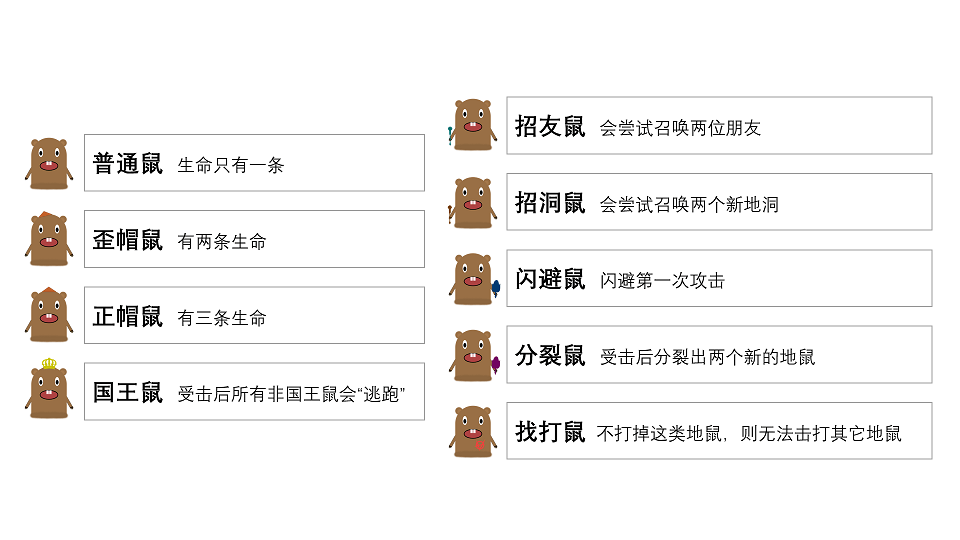 普通鼠 生命只有一条
歪帽鼠 有两条生命
正帽鼠 有三条生命
国王鼠 受击后所有非国王鼠会“逃跑”
招友鼠 会尝试召唤两位朋友
招洞鼠 会尝试召唤两个新地洞
闪避鼠 闪避第一次攻击
分裂鼠 受击后分裂出两个新的地鼠
找打鼠 不打掉这类地鼠，则无法击打其它地鼠